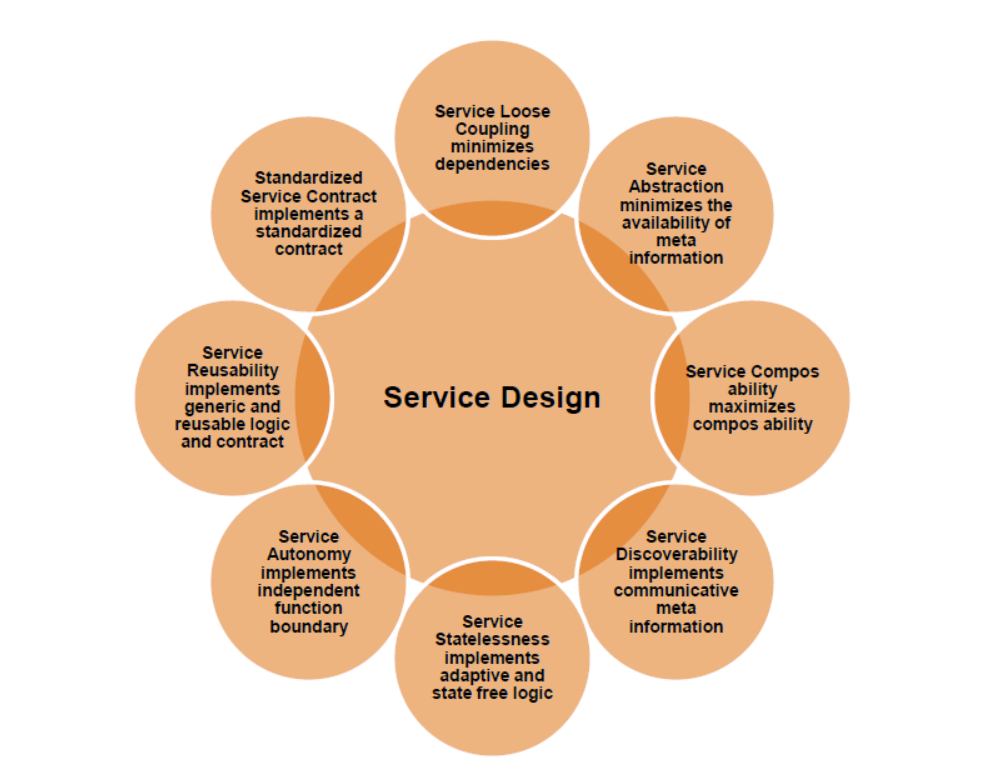 Service Loose
Coupling
minimizes
dependencies
Service
Abstraction
minimizes the
availability of
meta
information
Service Compos
ability
maximizes
compos ability
Service
Discoverability
implements
communicative
meta
information
Service
Statelessness
implements
adaptive and
state free logic
Service
Autonomy
implements
independent
function
boundary
Service
Reusability
implements
generic and
reusable logic
and contract
Standardized
Service Contract
implements a
standardized
contract
Service Design